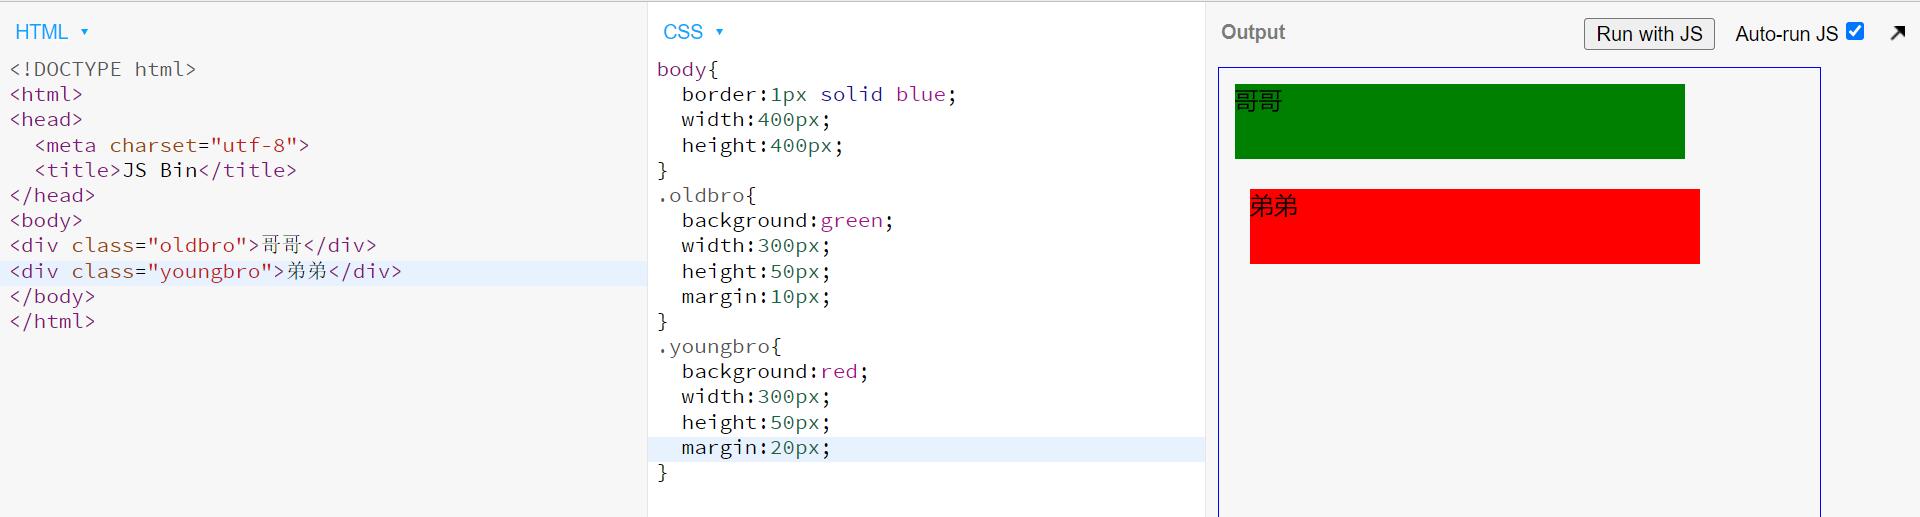 HTML ▾
<!DOCTYPE html>
<html>
<head>
  <meta charset="utf-8">
  <title>JS Bin</title>
</head>
<body>
<div class="oldbro">哥哥</div>
<div class="youngbro">弟弟</div>
</body>
</html>
CSS ▾
body{
  border:1px solid blue;
  width:400px;
  height:400px;
}
.oldbro{
  background:green;
  width:300px;
  height:50px;
  margin:10px;
}
.youngbro{
  background:red;
  width:300px;
  height:50px;
  margin:20px;
}
Output
Run with JS
Auto-run JS
哥哥
弟弟